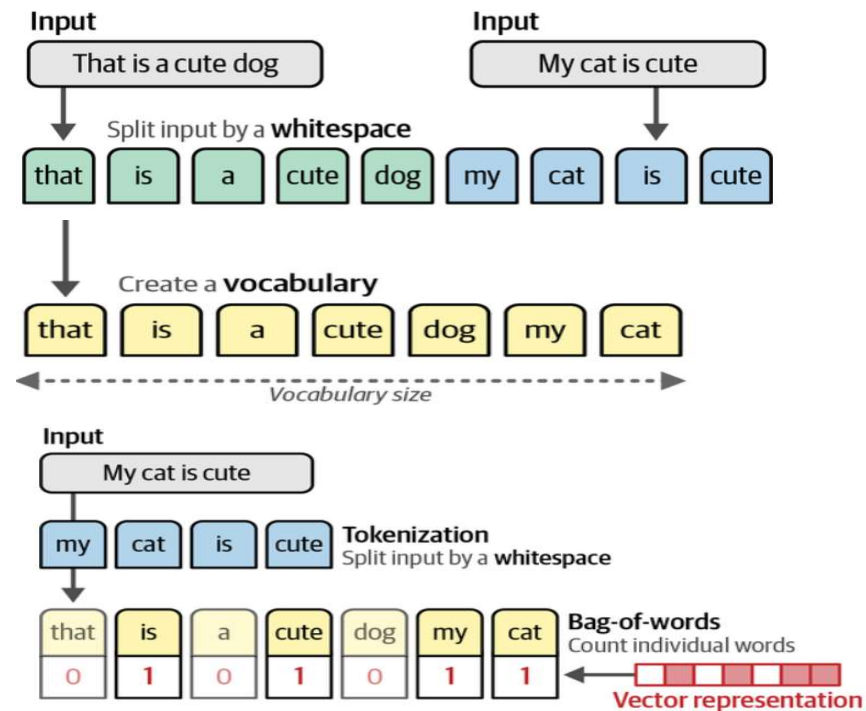 Input Input
That is a cute dog My cat is cute
Split input by a whitespace
that is a cute dog my cat is cute
Create a vocabulary
that is a cute dog my cat
Vocabulary size
Input
My cat is cute
my cat is cute Tokenization
Split input by a whitespace
that is a cute dog my cat Bag-of-words
Count individual words
0 1 0 1 0 1 1
Vector representation